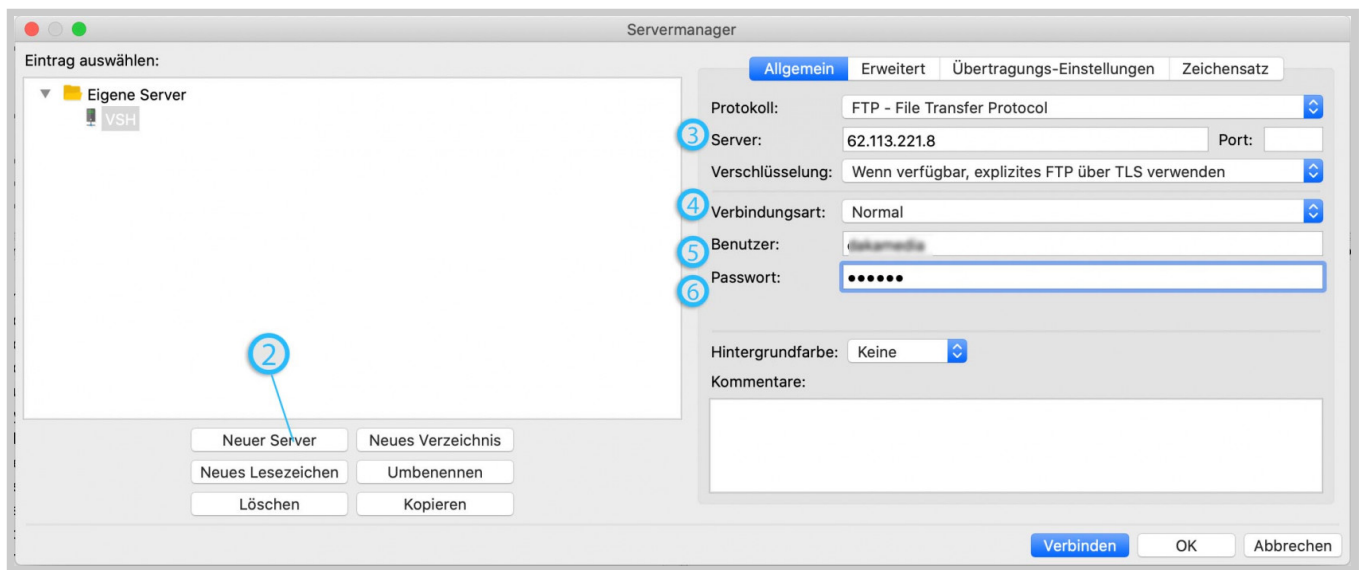 Servermanager
Eintrag auswählen:
Eigene Server
VSH
2
Neuer Server
Neues Verzeichnis
Neues Lesezeichen
Umbenennen
Löschen
Kopieren
Allgemein
Erweitert
Übertragungs-Einstellungen
Zeichensatz
Protokoll: FTP - File Transfer Protocol
3 Server: 62.113.221.8 Port:
Verschlüsselung: Wenn verfügbar, explizites FTP über TLS verwenden
4 Verbindungsart: Normal
5 Benutzer:
6 Passwort: ••••••
Hintergrundfarbe: Keine
Kommentare:
Verbinden
OK
Abbrechen